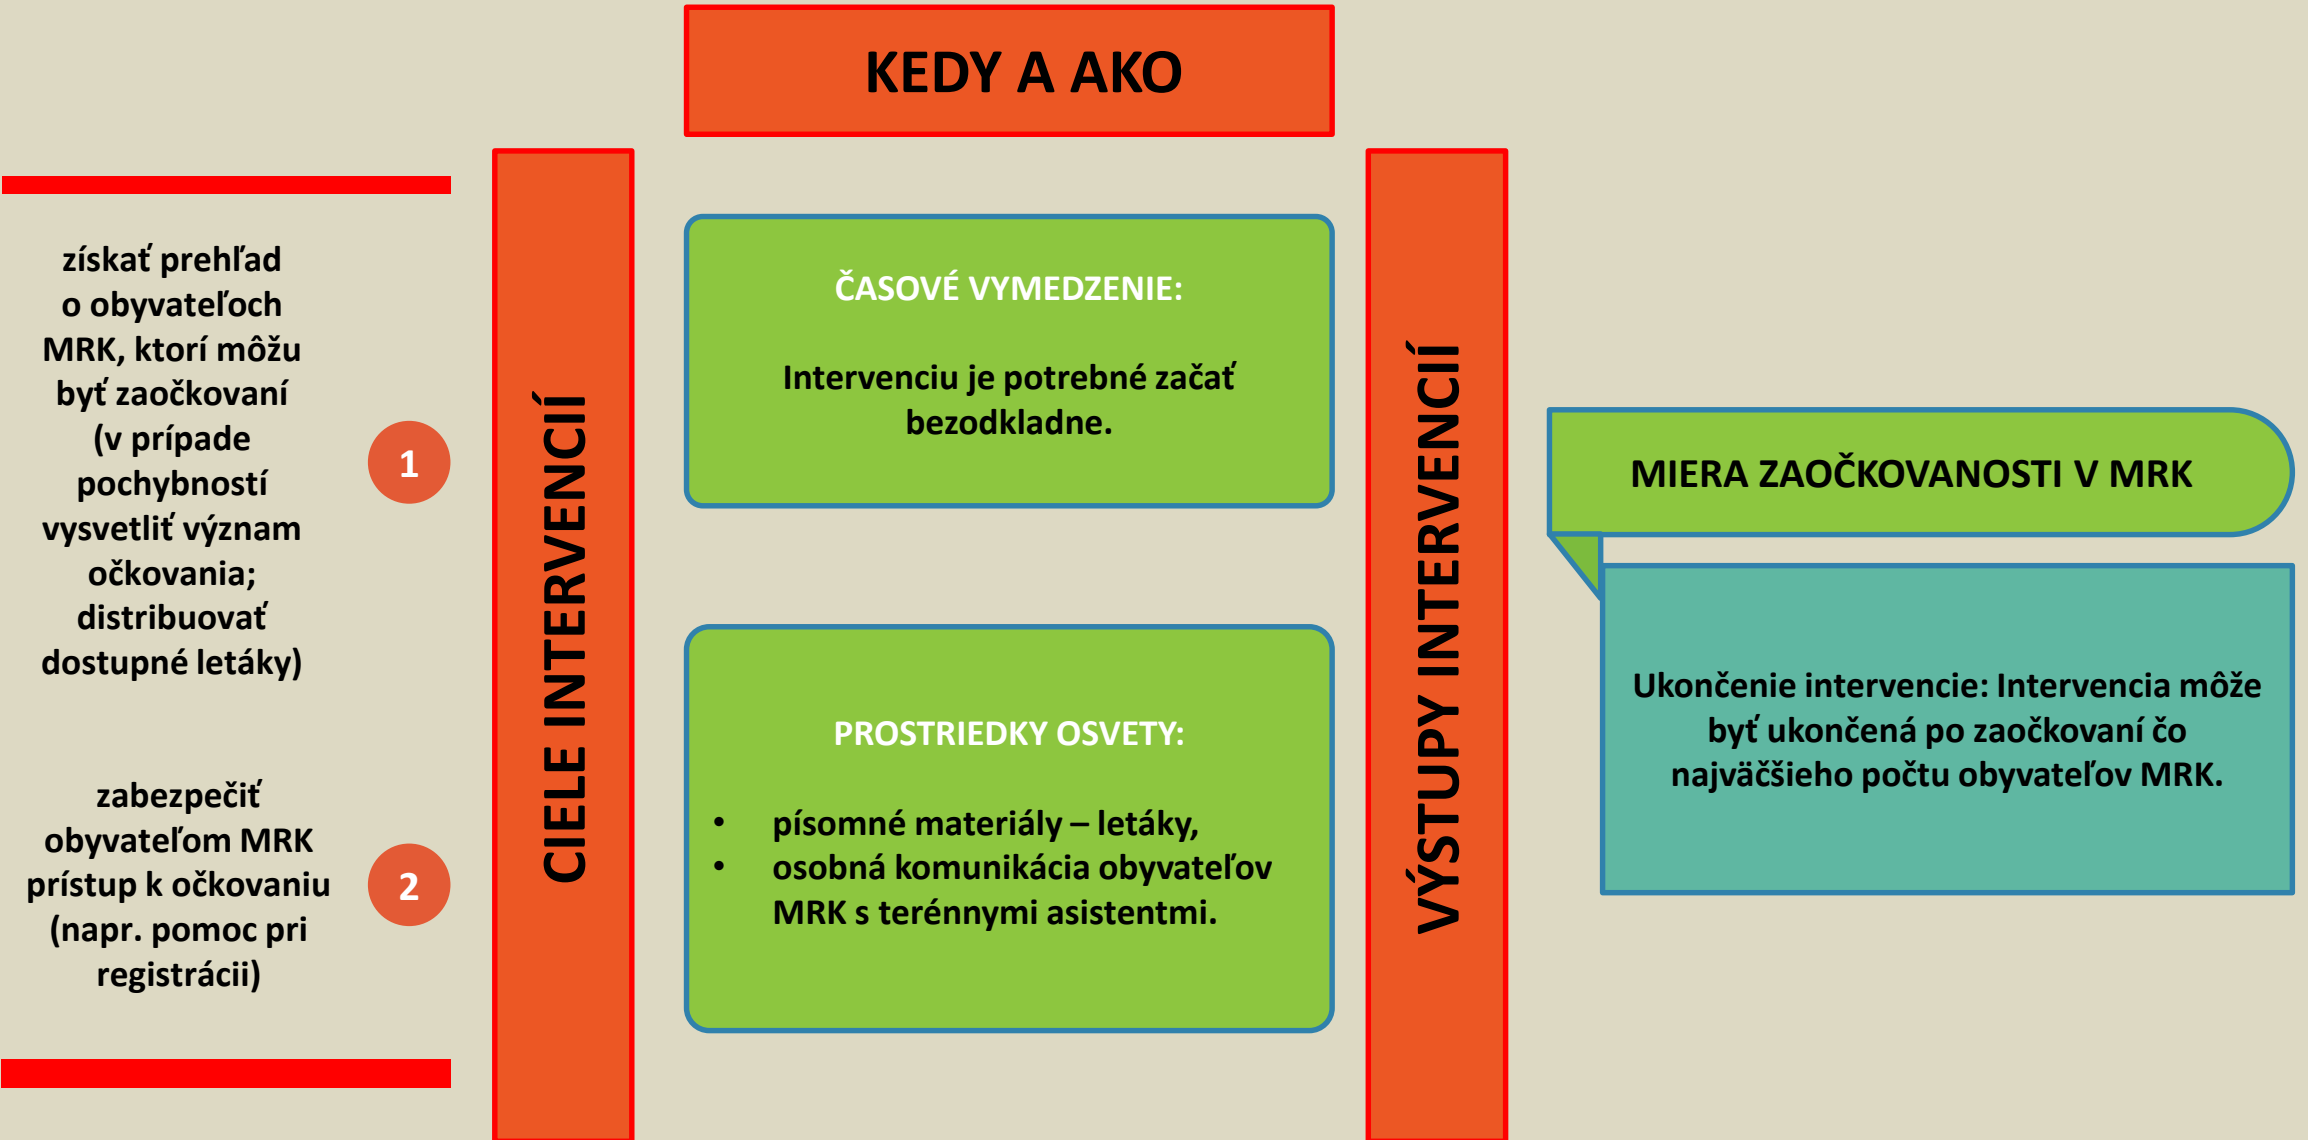 KEDY A AKO
získať prehľad
o obyvateľoch
MRK, ktorí môžu
byť zaočkovaní
(v prípade
pochybností
vysvetliť význam
očkovania;
distribuovať
dostupné letáky)
1
zabezpečiť
obyvateľom MRK
prístup k očkovaniu
(napr. pomoc pri
registrácii)
2
CIELE INTERVENCIÍ
ČASOVÉ VYMEDZENIE:
Intervenciu je potrebné začať
bezodkladne.
PROSTRIEDKY OSVETY:
• písomné materiály – letáky,
• osobná komunikácia obyvateľov
MRK s terénnymi asistentmi.
VÝSTUPY INTERVENCIÍ
MIERA ZAOČKOVANOSTI V MRK
Ukončenie intervencie: Intervencia môže
byť ukončená po zaočkovaní čo
najväčšieho počtu obyvateľov MRK.